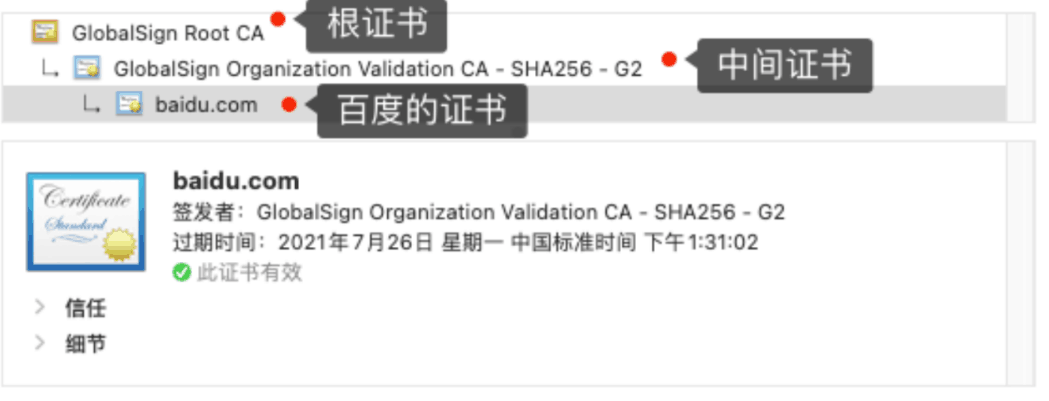 GlobalSign Root CA 根证书
GlobalSign Organization Validation CA - SHA256 - G2 中间证书
baidu.com 百度的证书
Certificate
Standard
baidu.com
签发者：GlobalSign Organization Validation CA - SHA256 - G2
过期时间：2021年7月26日 星期一 中国标准时间 下午1:31:02
此证书有效
信任
细节